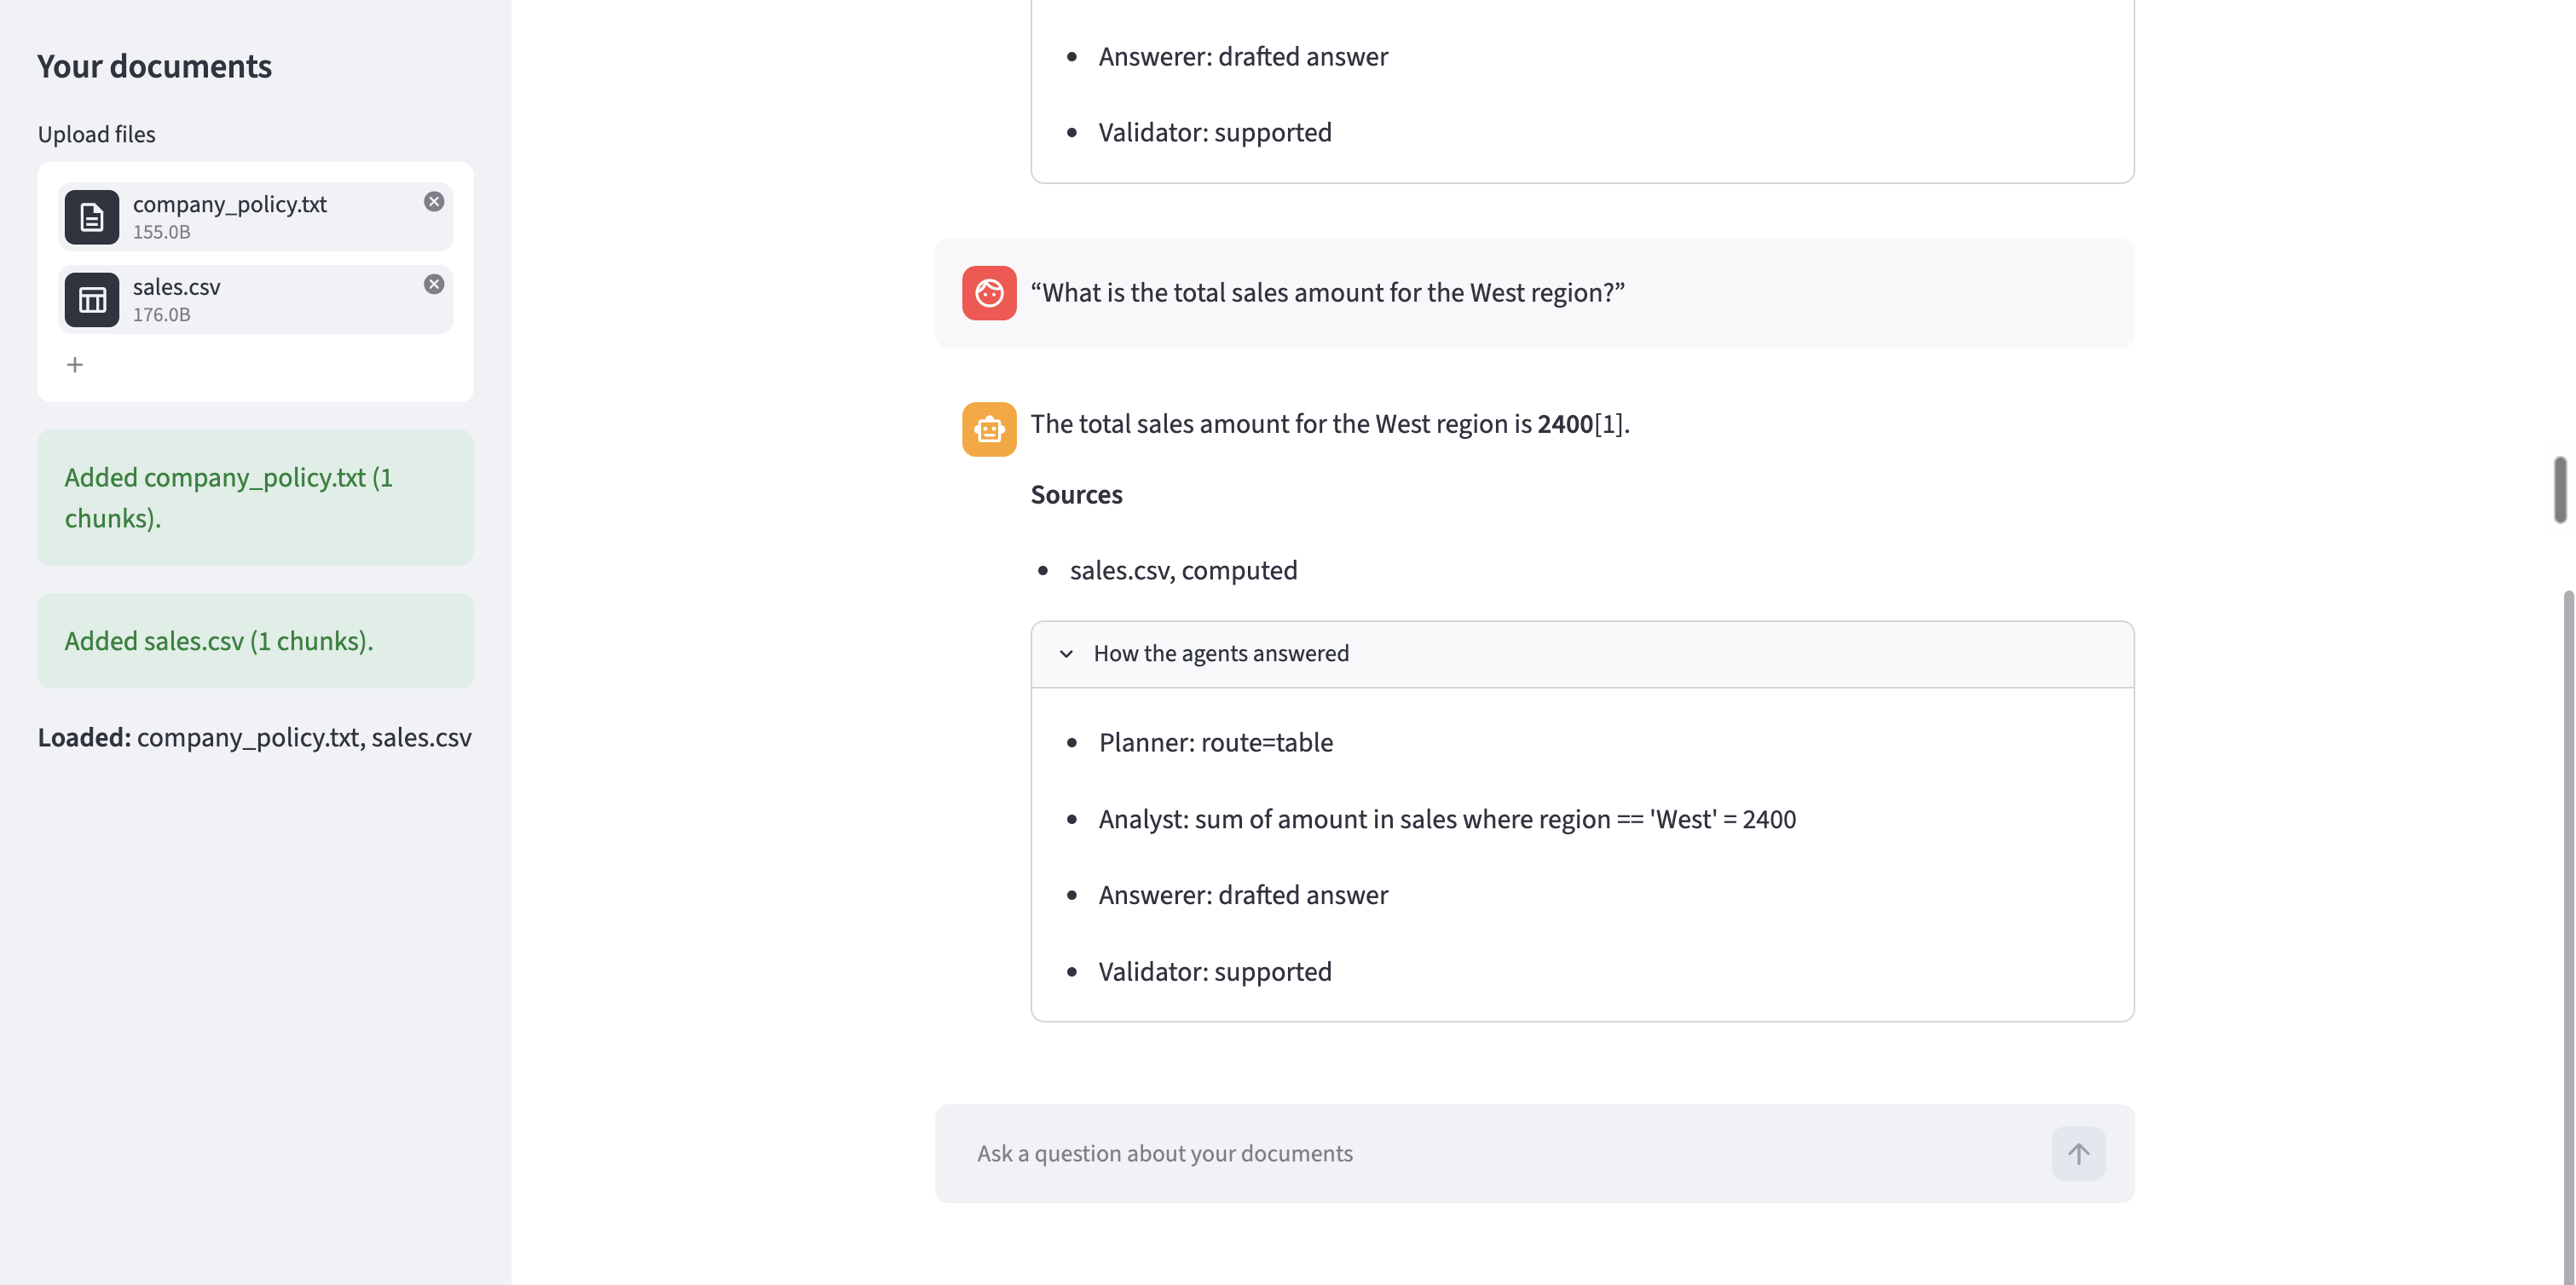 Your documents
Upload files
company_policy.txt
155.0B
sales.csv
176.0B
Added company_policy.txt (1
chunks).
Added sales.csv (1 chunks).
Loaded: company_policy.txt, sales.csv
Answerer: drafted answer
Validator: supported
“What is the total sales amount for the West region?”
The total sales amount for the West region is 2400[1].
Sources
sales.csv, computed
How the agents answered
Planner: route=table
Analyst: sum of amount in sales where region == 'West' = 2400
Answerer: drafted answer
Validator: supported
Ask a question about your documents